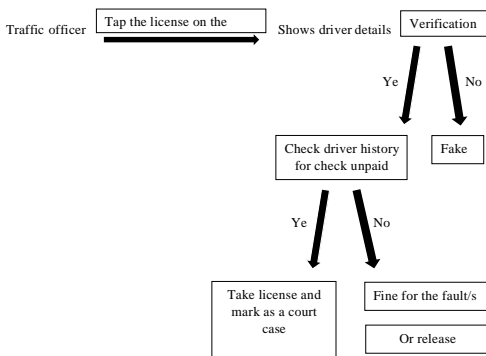 Traffic officer
Tap the license on the
Shows driver details
Verification
Ye
No
Check driver history
for check unpaid
Fake
Ye
No
Take license and
mark as a court
case
Fine for the fault/s
Or release